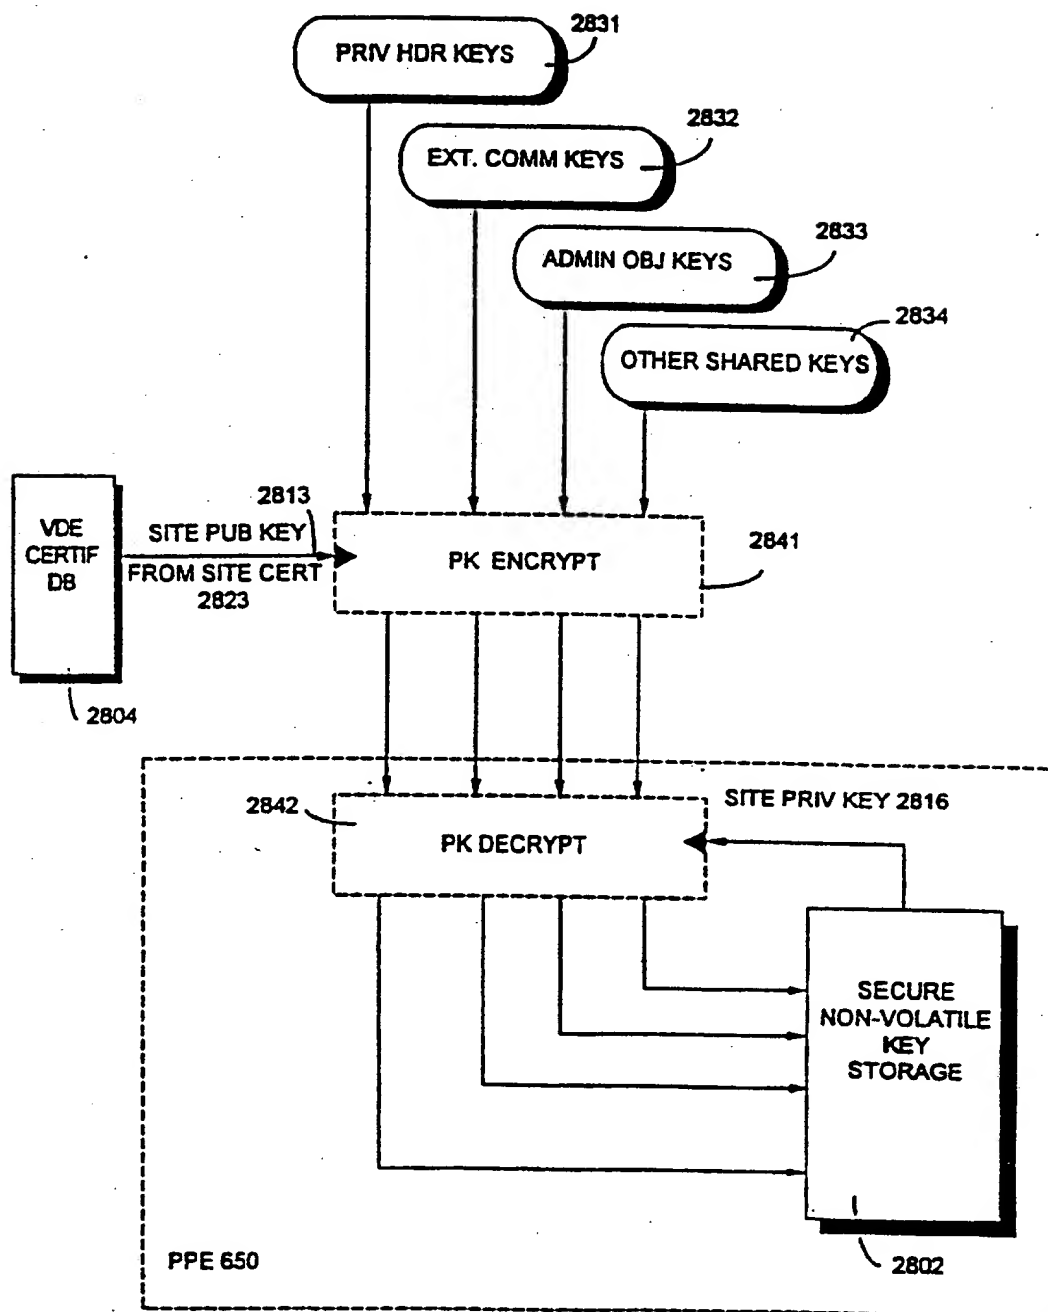 2831
PRIV HDR KEYS
2832
EXT. COMM KEYS
2833
ADMIN OBJ KEYS
2834
OTHER SHARED KEYS
VDE
CERTIF
DB
2813
SITE PUB KEY
FROM SITE CERT
2823
PK ENCRYPT
2841
2804
2842
SITE PRIV KEY 2816
PK DECRYPT
SECURE
NON-VOLATILE
KEY
STORAGE
PPE 650
2802